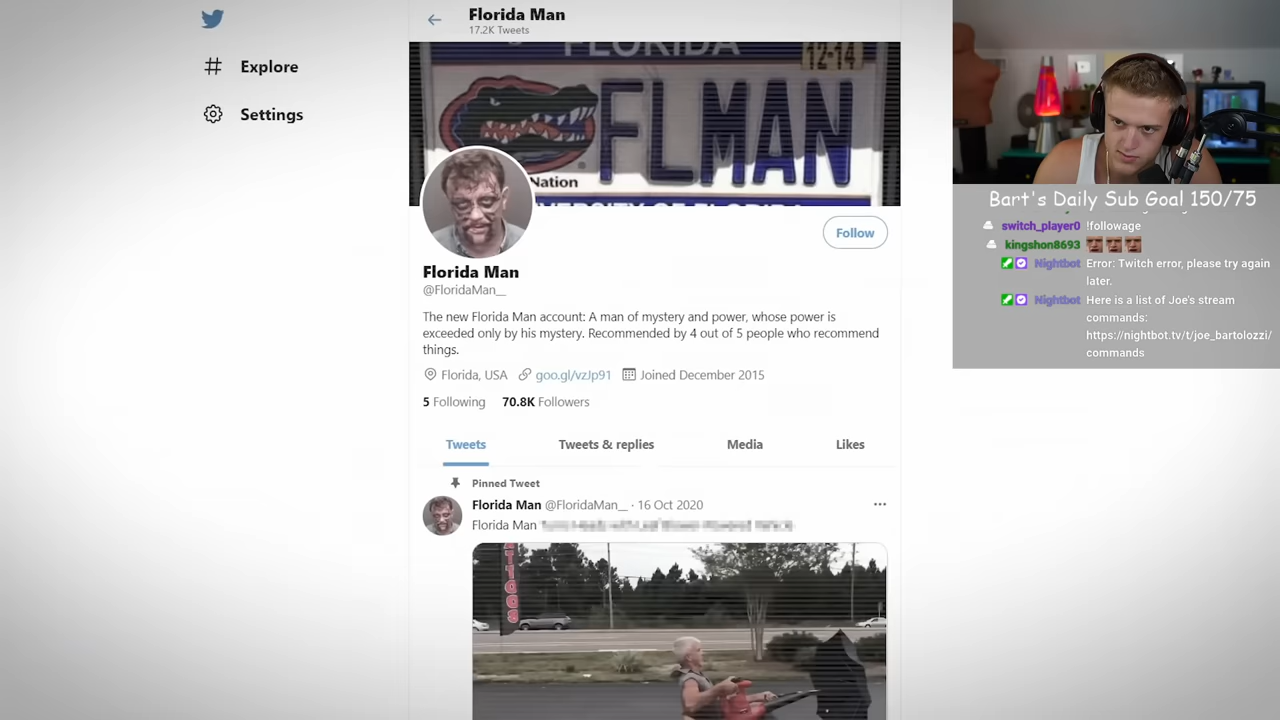 Florida Man
17.2K Tweets
Explore
Settings
FLORIDA
12-14
FLMAN
Nation
UNIVERSITY OF FLORIDA
Follow
Florida Man
@FloridaMan__
The new Florida Man account: A man of mystery and power, whose power is
exceeded only by his mystery. Recommended by 4 out of 5 people who recommend
things.
Florida, USA goo.gl/vzJp91 Joined December 2015
5 Following 70.8K Followers
Tweets Tweets & replies Media Likes
Pinned Tweet
Florida Man @FloridaMan__ · 16 Oct 2020
Florida Man
Bart's Daily Sub Goal 150/75
switch_player0 !followage
kingshon8693
Nightbot Error: Twitch error, please try again
later.
Nightbot Here is a list of Joe's stream
commands:
https://nightbot.tv/t/joe_bartolozzi/
commands